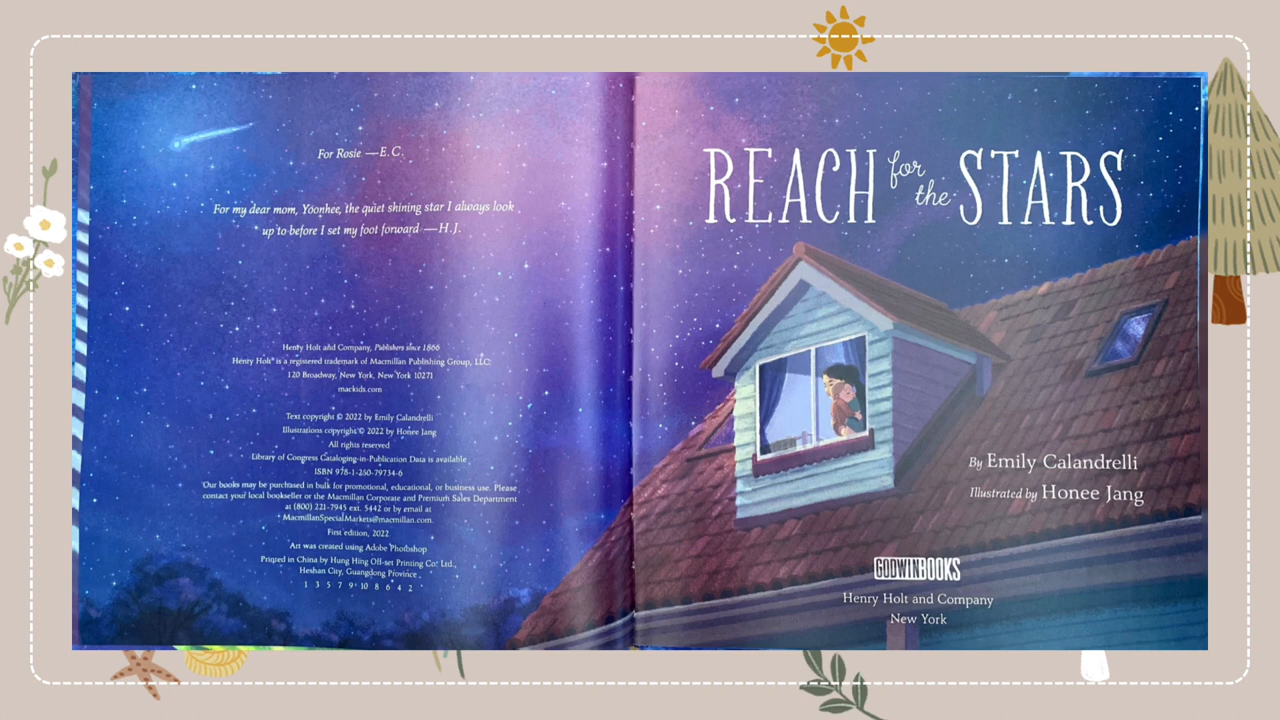 For Rosie —E.C.
For my dear mom, Yoonhee, the quiet shining star I always look
up to before I set my foot forward —H.J.
Henry Holt and Company, Publishers since 1866
Henry Holt® is a registered trademark of Macmillan Publishing Group, LLC
120 Broadway, New York, New York 10271
mackids.com
Text copyright © 2022 by Emily Calandrelli
Illustrations copyright © 2022 by Honee Jang
All rights reserved
Library of Congress Cataloging-in-Publication Data is available
ISBN 978-1-250-79734-6
Our books may be purchased in bulk for promotional, educational, or business use. Please
contact your local bookseller or the Macmillan Corporate and Premium Sales Department
at (800) 221-7945 ext. 5442 or by email at
MacmillanSpecialMarkets@macmillan.com.
First edition, 2022
Art was created using Adobe Photoshop
Printed in China by Hung Hing Off-set Printing Co. Ltd.,
Heshan City, Guangdong Province
1 3 5 7 9 10 8 6 4 2
REACH for the STARS
By Emily Calandrelli
Illustrated by Honee Jang
GODWINBOOKS
Henry Holt and Company
New York